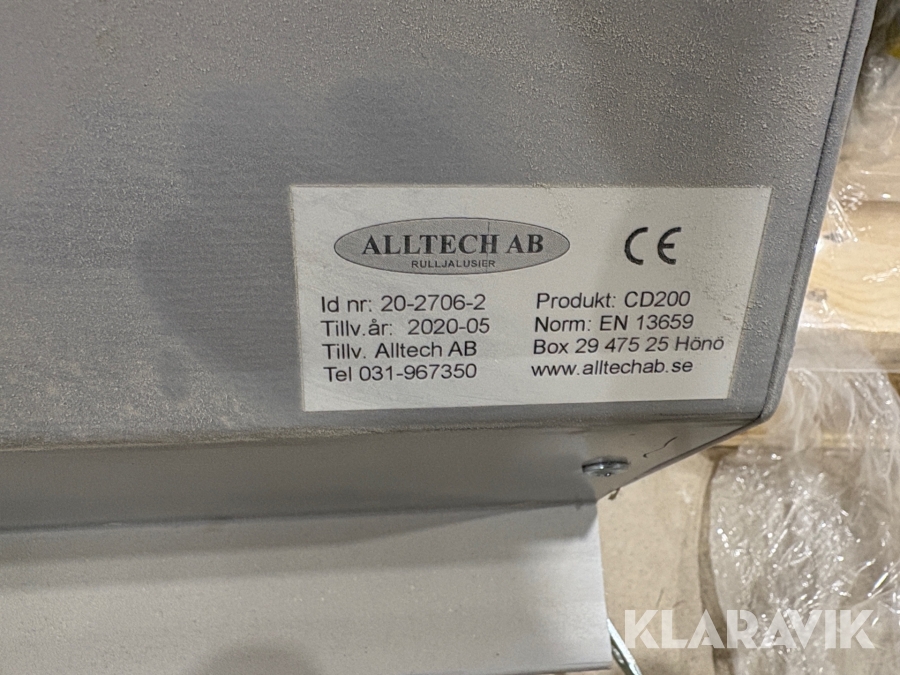 ALLTECH AB
RULLJALUSIER
CE
Id nr: 20-2706-2
Tillv.år: 2020-05
Tillv. Alltech AB
Tel 031-967350
Produkt: CD200
Norm: EN 13659
Box 29 475 25 Hönö
www.alltechab.se
KLARAVIK